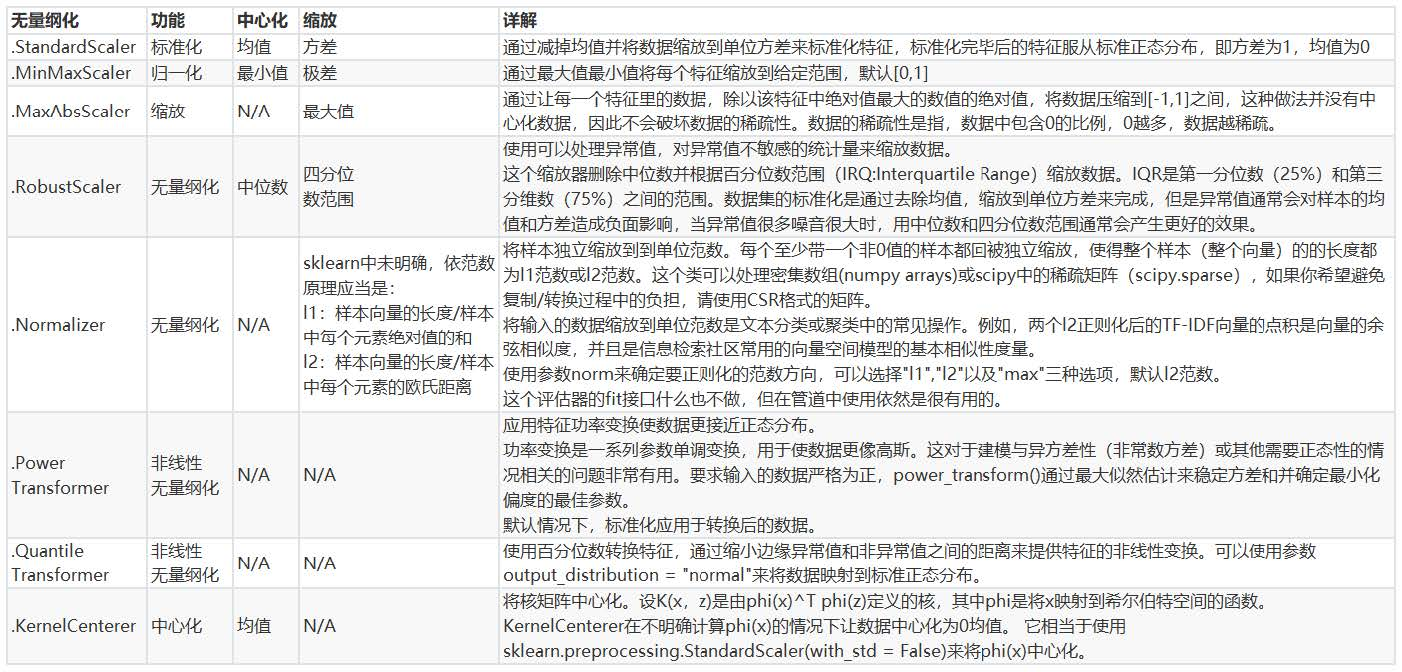 无量纲化 功能 中心化 缩放 详解
.StandardScaler 标准化 均值 方差 通过减掉均值并将数据缩放到单位方差来标准化特征，标准化完毕后的特征服从标准正态分布，即方差为1，均值为0
.MinMaxScaler 归一化 最小值 极差 通过最大值最小值将每个特征缩放到给定范围，默认[0,1]
.MaxAbsScaler 缩放 N/A 最大值
通过让每一个特征里的数据，除以该特征中绝对值最大的数值的绝对值，将数据压缩到[-1,1]之间，这种做法并没有中
心化数据，因此不会破坏数据的稀疏性。数据的稀疏性是指，数据中包含0的比例，0越多，数据越稀疏。
.RobustScaler 无量纲化 中位数
四分位
数范围
使用可以处理异常值，对异常值不敏感的统计量来缩放数据。
这个缩放器删除中位数并根据百分位数范围（IRQ:Interquartile Range）缩放数据。IQR是第一分位数（25%）和第三
分维数（75%）之间的范围。数据集的标准化是通过去除均值，缩放到单位方差来完成，但是异常值通常会对样本的均
值和方差造成负面影响，当异常值很多噪音很大时，用中位数和四分位数范围通常会产生更好的效果。
.Normalizer 无量纲化 N/A
sklearn中未明确，依范数
原理应当是：
l1：样本向量的长度/样本
中每个元素绝对值的和
l2：样本向量的长度/样本
中每个元素的欧氏距离
将样本独立缩放到到单位范数。每个至少带一个非0值的样本都回被独立缩放，使得整个样本（整个向量）的的长度都
为l1范数或l2范数。这个类可以处理密集数组(numpy arrays)或scipy中的稀疏矩阵（scipy.sparse），如果你希望避免
复制/转换过程中的负担，请使用CSR格式的矩阵。
将输入的数据缩放到单位范数是文本分类或聚类中的常见操作。例如，两个l2正则化后的TF-IDF向量的点积是向量的余
弦相似度，并且是信息检索社区常用的向量空间模型的基本相似性度量。
使用参数norm来确定要正则化的范数方向，可以选择"l1","l2"以及"max"三种选项，默认l2范数。
这个评估器的fit接口什么也不做，但在管道中使用依然是很有用的。
.Power
Transformer
非线性
无量纲化
N/A N/A
应用特征功率变换使数据更接近正态分布。
功率变换是一系列参数单调变换，用于使数据更像高斯。这对于建模与异方差性（非常数方差）或其他需要正态性的情
况相关的问题非常有用。要求输入的数据严格为正，power_transform()通过最大似然估计来稳定方差和并确定最小化
偏度的最佳参数。
默认情况下，标准化应用于转换后的数据。
.Quantile
Transformer
非线性
无量纲化
N/A N/A
使用百分位数转换特征，通过缩小边缘异常值和非异常值之间的距离来提供特征的非线性变换。可以使用参数
output_distribution = "normal"来将数据映射到标准正态分布。
.KernelCenterer 中心化 均值 N/A
将核矩阵中心化。设K(x，z)是由phi(x)^T phi(z)定义的核，其中phi是将x映射到希尔伯特空间的函数。
KernelCenterer在不明确计算phi(x)的情况下让数据中心化为0均值。 它相当于使用
sklearn.preprocessing.StandardScaler(with_std = False)来将phi(x)中心化。